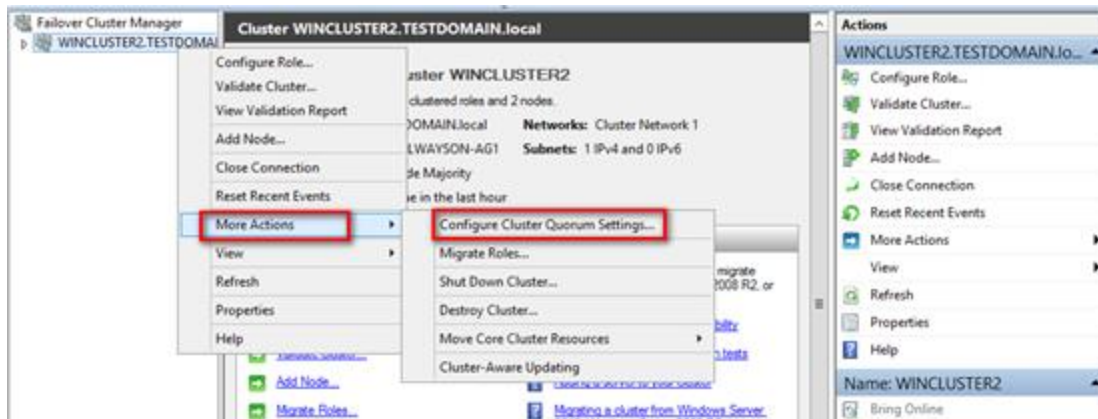 Failover Cluster Manager
WINCLUSTER2.TESTDOMAI
Cluster WINCLUSTER2.TESTDOMAIN.local
uster WINCLUSTER2
clustered roles and 2 nodes.
DOMAIN.local Networks: Cluster Network 1
LWAYSON-AG1 Subnets: 1 IPv4 and 0 IPv6
de Majority
ne in the last hour
Configure Role...
Validate Cluster...
View Validation Report
Add Node...
Close Connection
Reset Recent Events
More Actions
View
Refresh
Properties
Help
Configure Cluster Quorum Settings...
Migrate Roles...
Shut Down Cluster...
Destroy Cluster...
Move Core Cluster Resources
Cluster-Aware Updating
migrate
2008 R2, or
bility
n tests
Add Node...
Migrate Roles...
Migrating a cluster from Windows Server
Actions
WINCLUSTER2.TESTDOMAIN.lo...
Configure Role...
Validate Cluster...
View Validation Report
Add Node...
Close Connection
Reset Recent Events
More Actions
View
Refresh
Properties
Help
Name: WINCLUSTER2
Bring Online